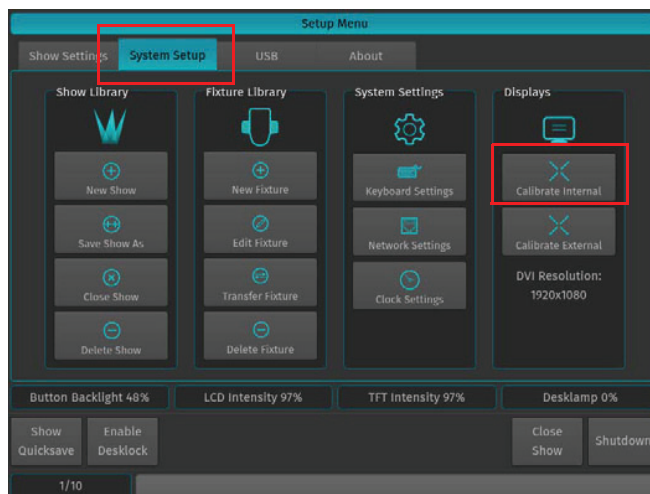 Setup Menu
Show Settings
System Setup
USB
About
Show Library
New Show
Save Show As
Close Show
Delete Show
Fixture Library
New Fixture
Edit Fixture
Transfer Fixture
Delete Fixture
System Settings
Keyboard Settings
Network Settings
Clock Settings
Displays
Calibrate Internal
Calibrate External
DVI Resolution:
1920x1080
Button Backlight 48%
LCD Intensity 97%
TFT Intensity 97%
Desklamp 0%
Show
Quicksave
Enable
Desklock
Close
Show
Shutdown
1/10